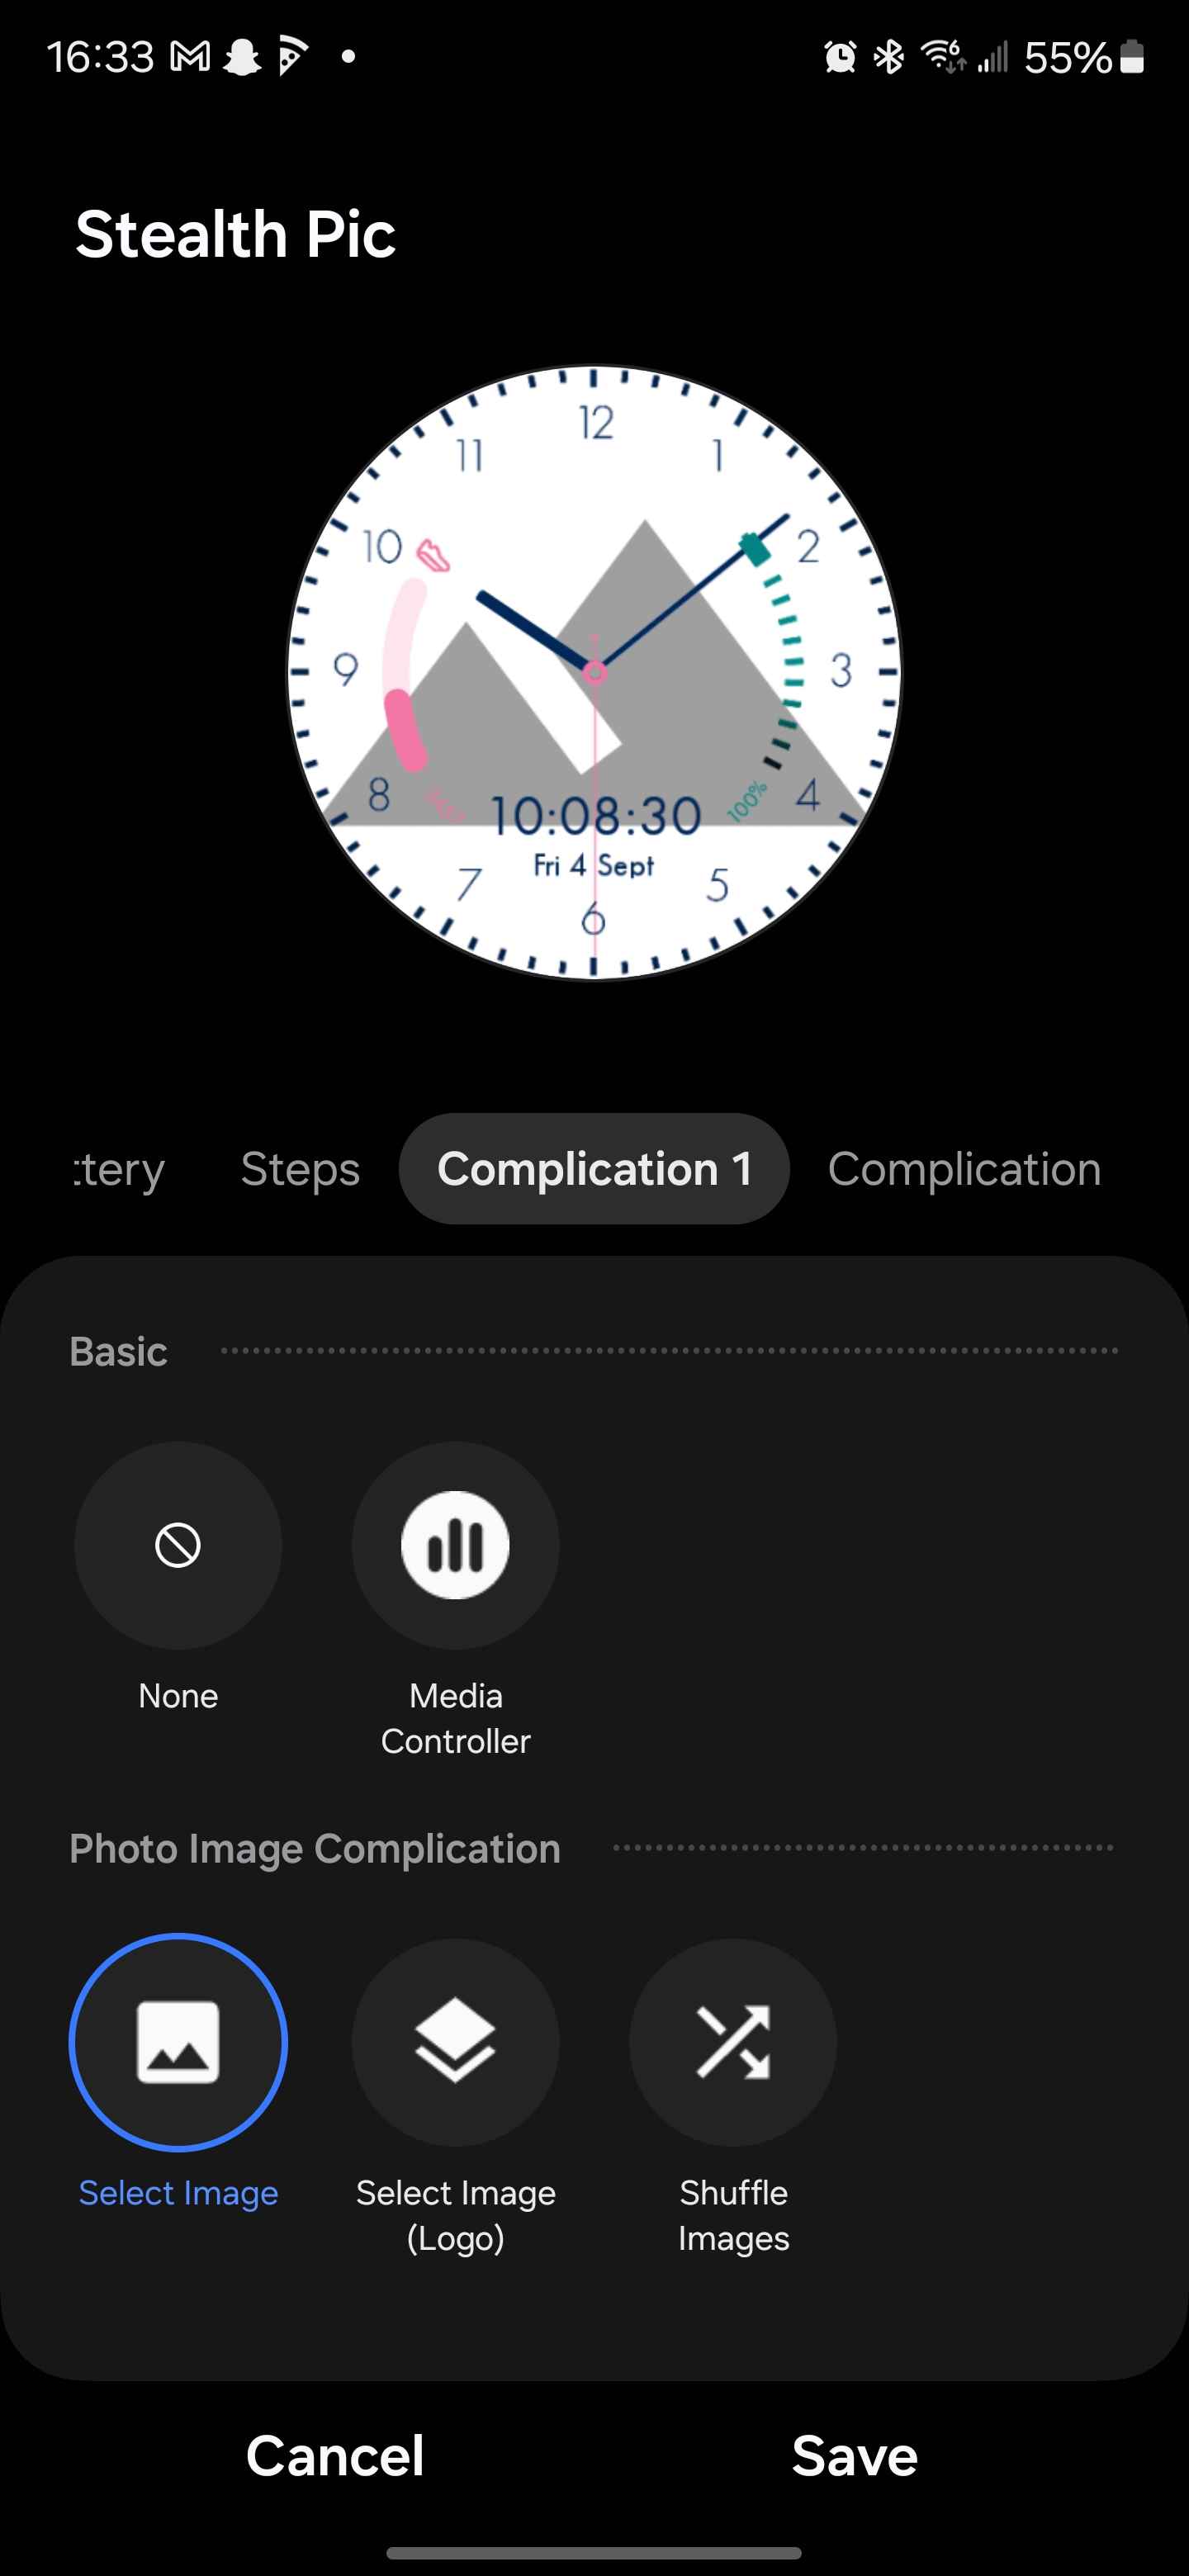 16:33
55%
Stealth Pic
12
11
1
10
2
9
3
8
4
100%
10:08:30
Fri 4 Sept
7
5
6
:tery Steps Complication 1 Complication
Basic
None
Media
Controller
Photo Image Complication
Select Image
Select Image
(Logo)
Shuffle
Images
Cancel
Save